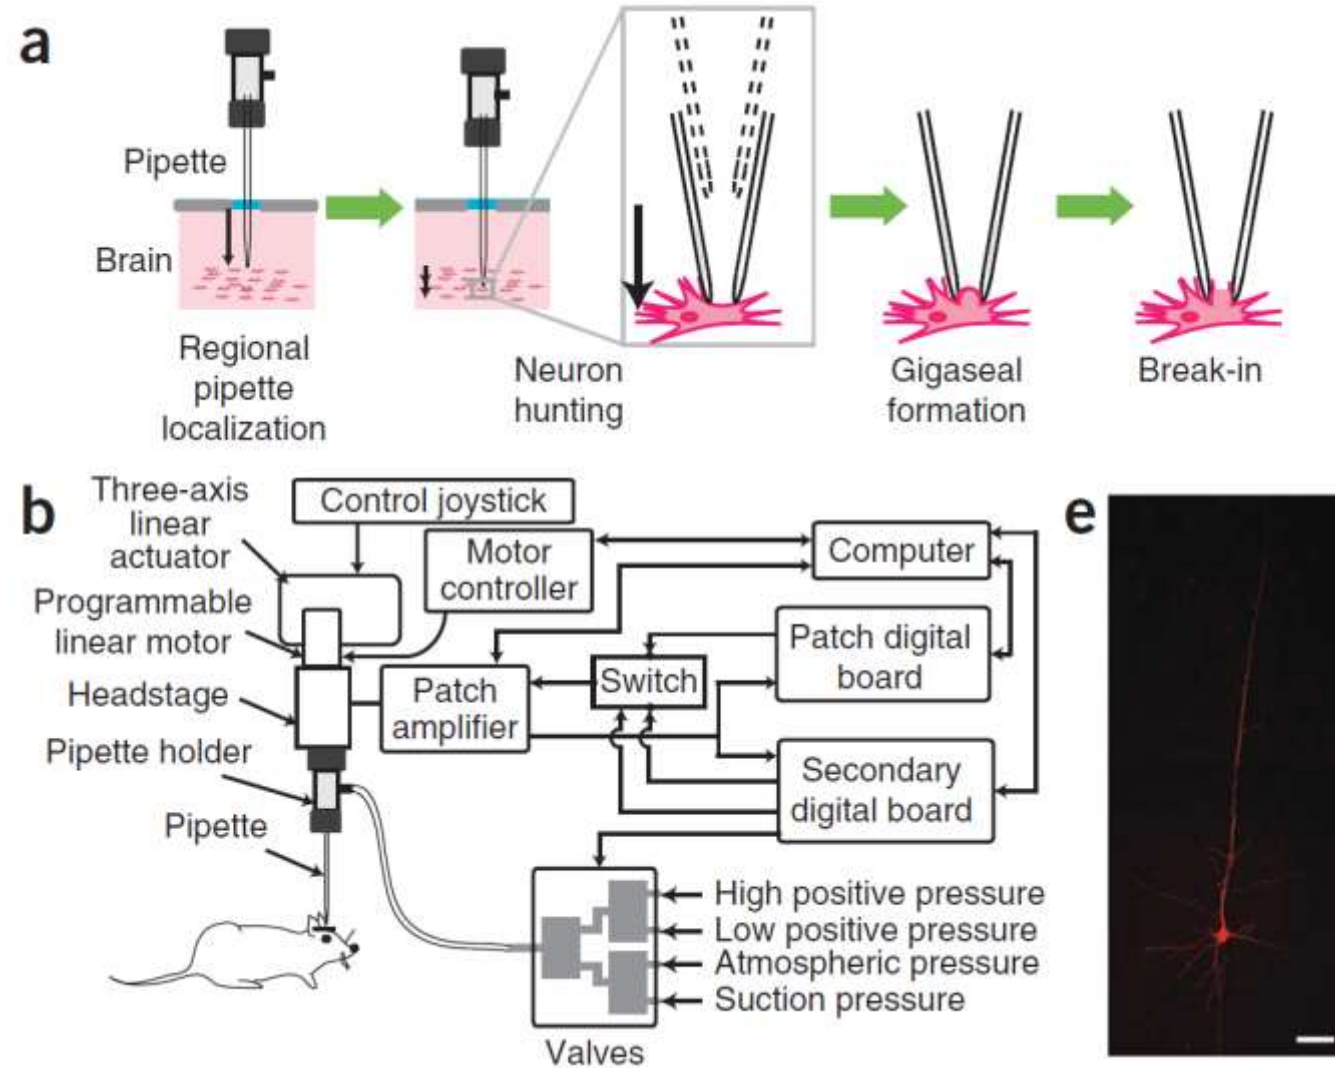 a
Pipette
Brain
Regional
pipette
localization
Neuron
hunting
Gigaseal
formation
Break-in
b
Three-axis
linear
actuator
Programmable
linear motor
Headstage
Pipette holder
Pipette
Control joystick
Motor
controller
Patch
amplifier
Switch
Computer
Patch digital
board
Secondary
digital board
High positive pressure
Low positive pressure
Atmospheric pressure
Suction pressure
Valves
e